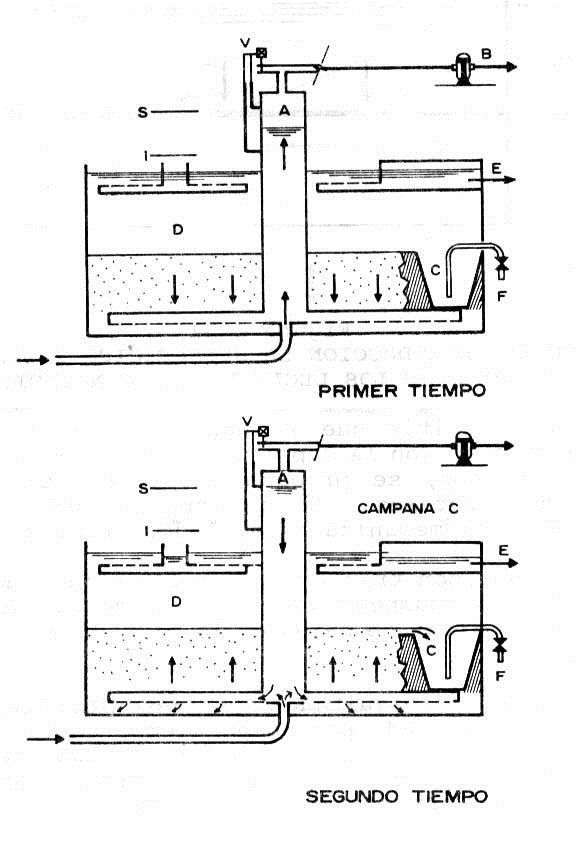 V
B
A
S
I
E
D
C
F
PRIMER TIEMPO
V
A
S
CAMPANA C
I
E
D
C
F
SEGUNDO TIEMPO